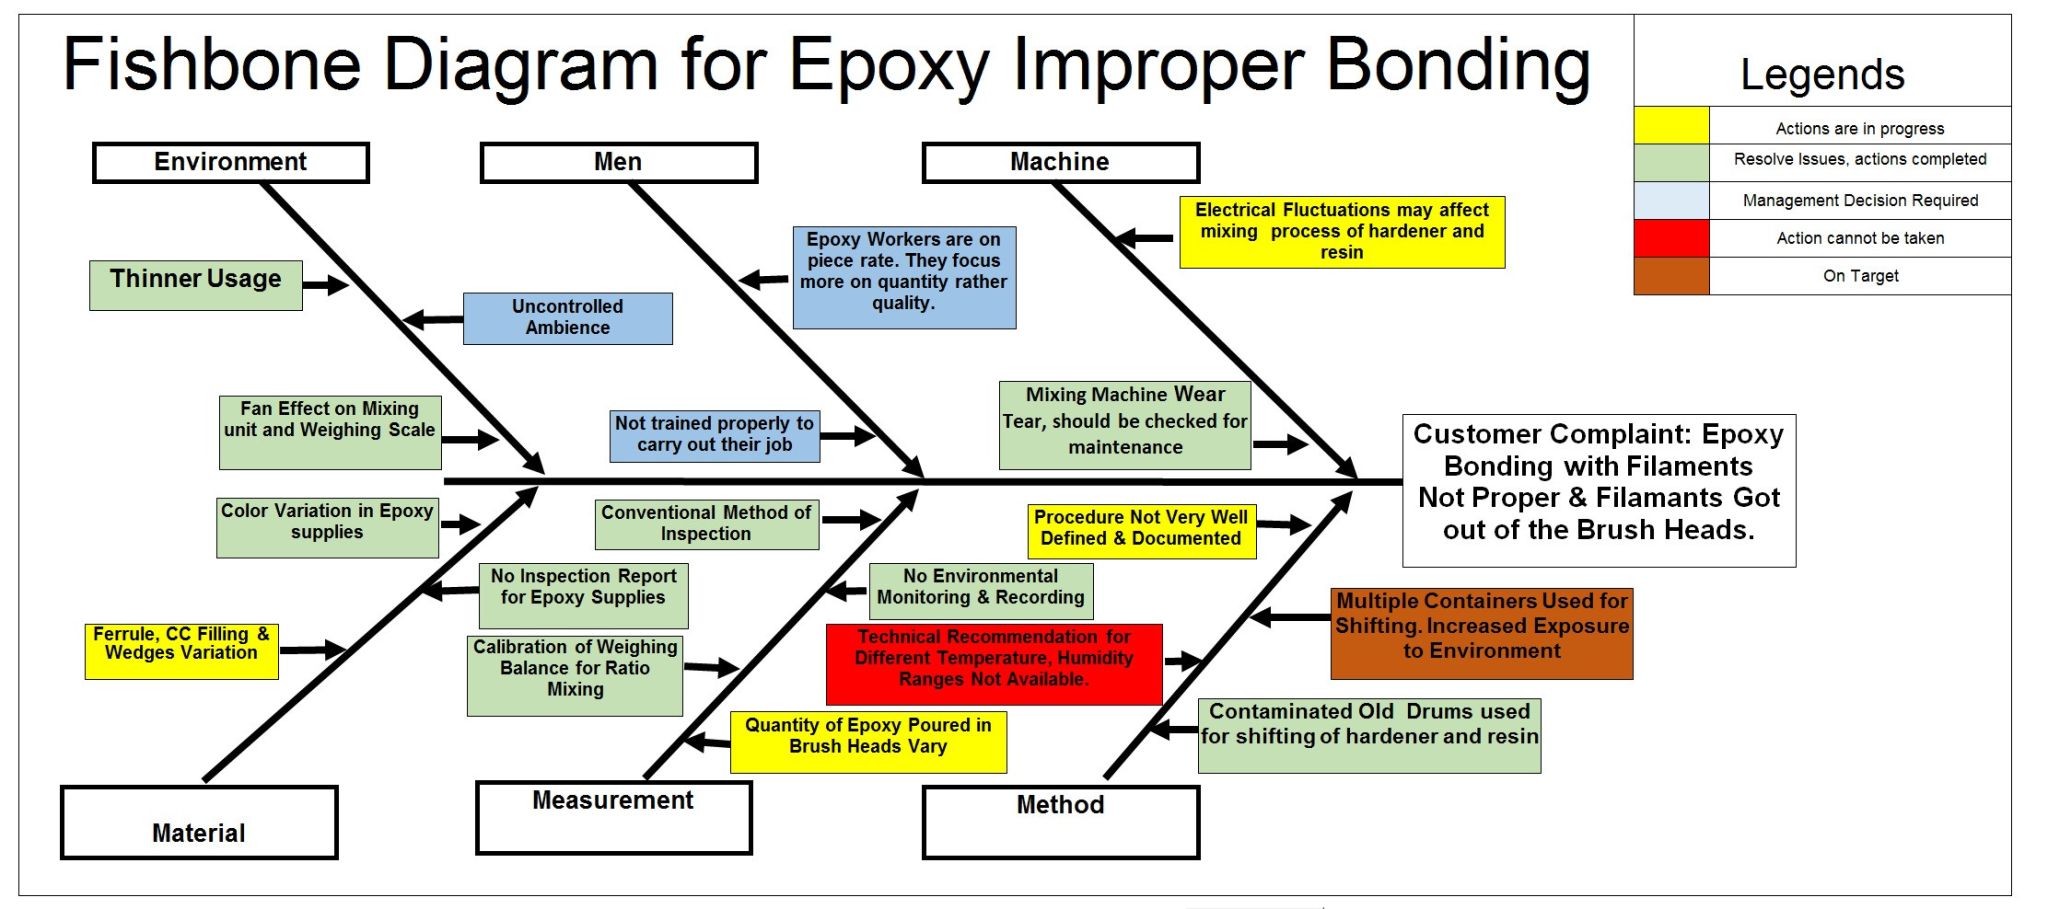 Fishbone Diagram for Epoxy Improper Bonding
Legends
Actions are in progress
Resolve Issues, actions completed
Management Decision Required
Action cannot be taken
On Target
Environment
Men
Machine
Thinner Usage
Uncontrolled
Ambience
Fan Effect on Mixing
unit and Weighing Scale
Epoxy Workers are on
piece rate. They focus
more on quantity rather
quality.
Not trained properly to
carry out their job
Electrical Fluctuations may affect
mixing process of hardener and
resin
Mixing Machine Wear
Tear, should be checked for
maintenance
Customer Complaint: Epoxy
Bonding with Filaments
Not Proper & Filamants Got
out of the Brush Heads.
Color Variation in Epoxy
supplies
No Inspection Report
for Epoxy Supplies
Ferrule, CC Filling &
Wedges Variation
Conventional Method of
Inspection
No Environmental
Monitoring & Recording
Calibration of Weighing
Balance for Ratio
Mixing
Quantity of Epoxy Poured in
Brush Heads Vary
Procedure Not Very Well
Defined & Documented
Multiple Containers Used for
Shifting. Increased Exposure
to Environment
Technical Recommendation for
Different Temperature, Humidity
Ranges Not Available.
Contaminated Old Drums used
for shifting of hardener and resin
Material
Measurement
Method